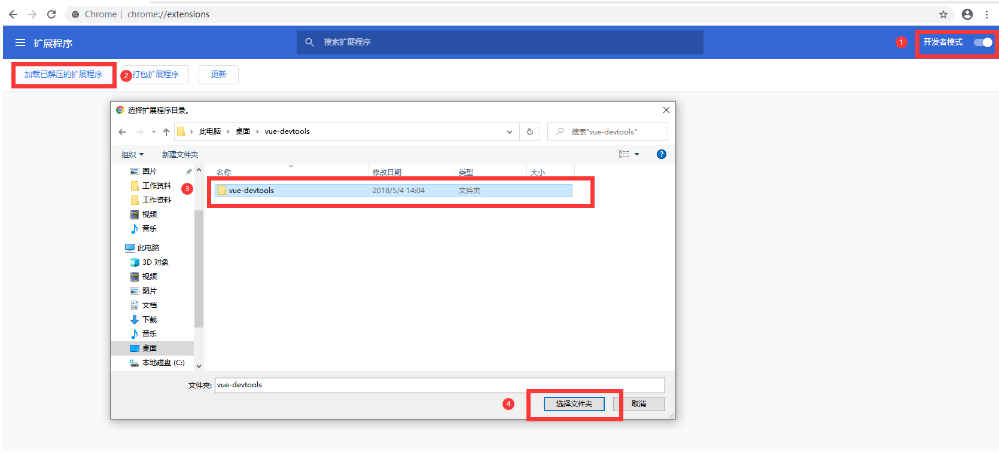 Chrome chrome://extensions
扩展程序
搜索扩展程序
1
开发者模式
加载已解压的扩展程序
2
打包扩展程序
更新
选择扩展程序目录。
此电脑 > 桌面 > vue-devtools
搜索"vue-devtools"
组织
新建文件夹
?
名称 修改日期 类型 大小
vue-devtools 2018/5/4 14:04 文件夹
3
图片
工作资料
工作资料
视频
音乐
此电脑
3D 对象
视频
图片
文档
下载
音乐
桌面
本地磁盘 (C:)
文件夹: vue-devtools
4
选择文件夹
取消